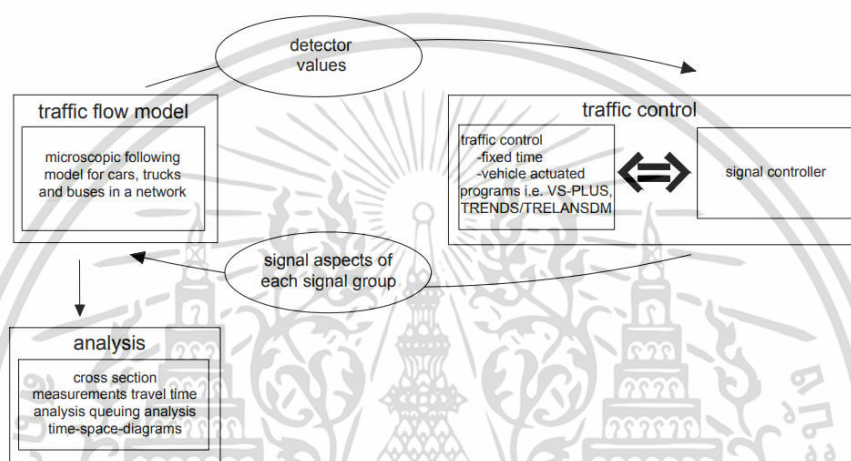 detector
values
traffic flow model
microscopic following
model for cars, trucks
and buses in a network
traffic control
traffic control
-fixed time
-vehicle actuated
programs i.e. VS-PLUS,
TRENDS/TRELANSDM
signal controller
signal aspects of
each signal group
analysis
cross section
measurements travel time
analysis queuing analysis
time-space-diagrams